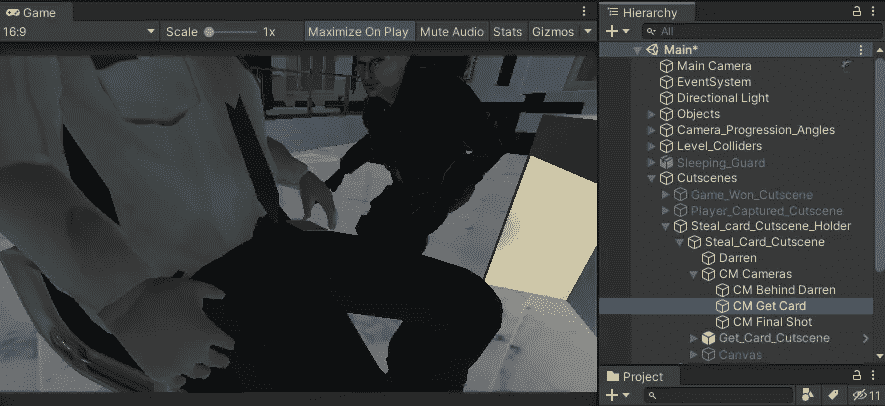 Game
16:9 Scale 1x Maximize On Play Mute Audio Stats Gizmos
Hierarchy
All
Main*
Main Camera
EventSystem
Directional Light
Objects
Camera_Progression_Angles
Level_Colliders
Sleeping_Guard
Cutscenes
Game_Won_Cutscene
Player_Captured_Cutscene
Steal_card_Cutscene_Holder
Steal_Card_Cutscene
Darren
CM Cameras
CM Behind Darren
CM Get Card
CM Final Shot
Get_Card_Cutscene
Canvas
Project
11